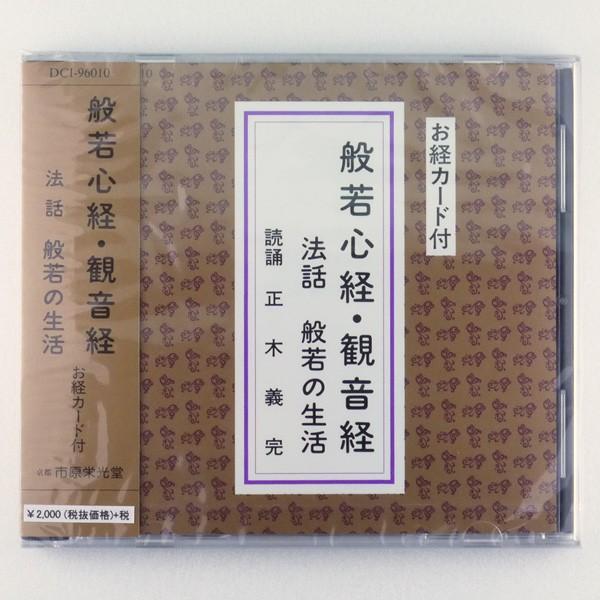 DCI-96010
10
般若心経・観音経
法話 般若の生活
お経カード付
京都 市原栄光堂
￥2,000(税抜価格)+税
お経カード付
般若心経・観音経
法話 般若の生活
読誦 正木義完